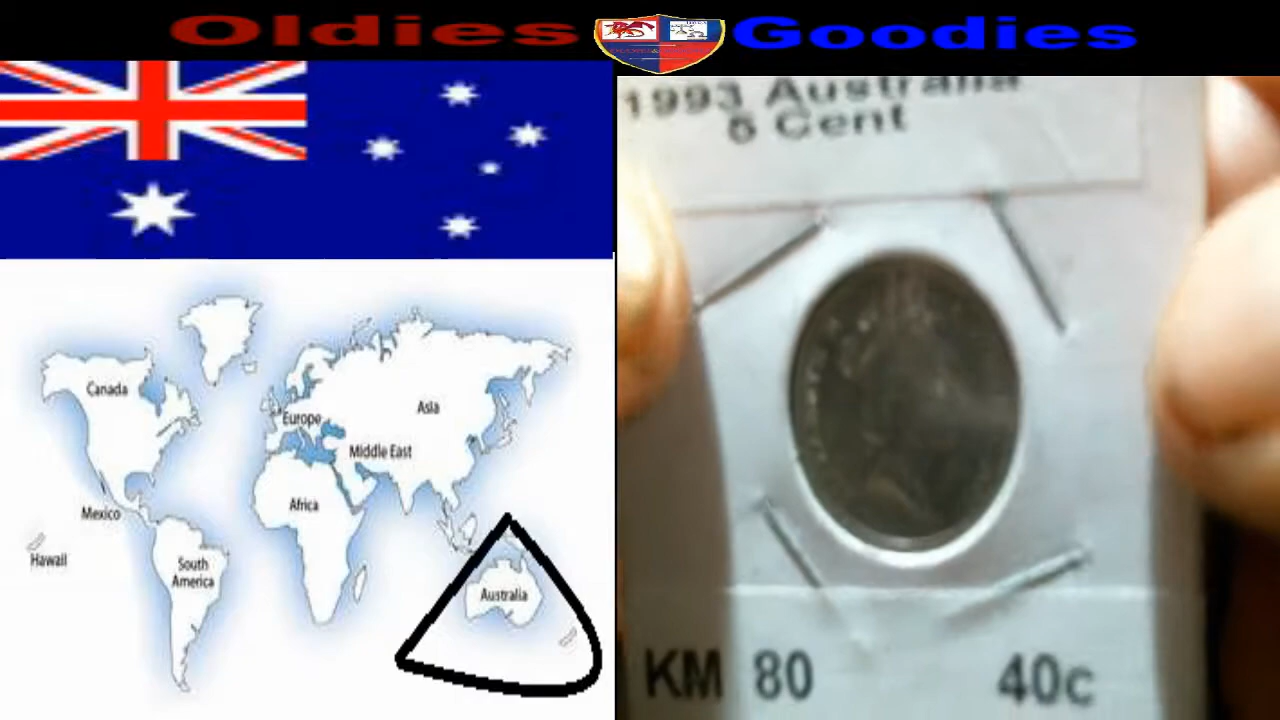 Oldies Goodies
1993 Australia
5 Cent
Canada
Europe
Asia
Middle East
Mexico
Africa
Hawaii
South
America
Australia
KM 80 40c